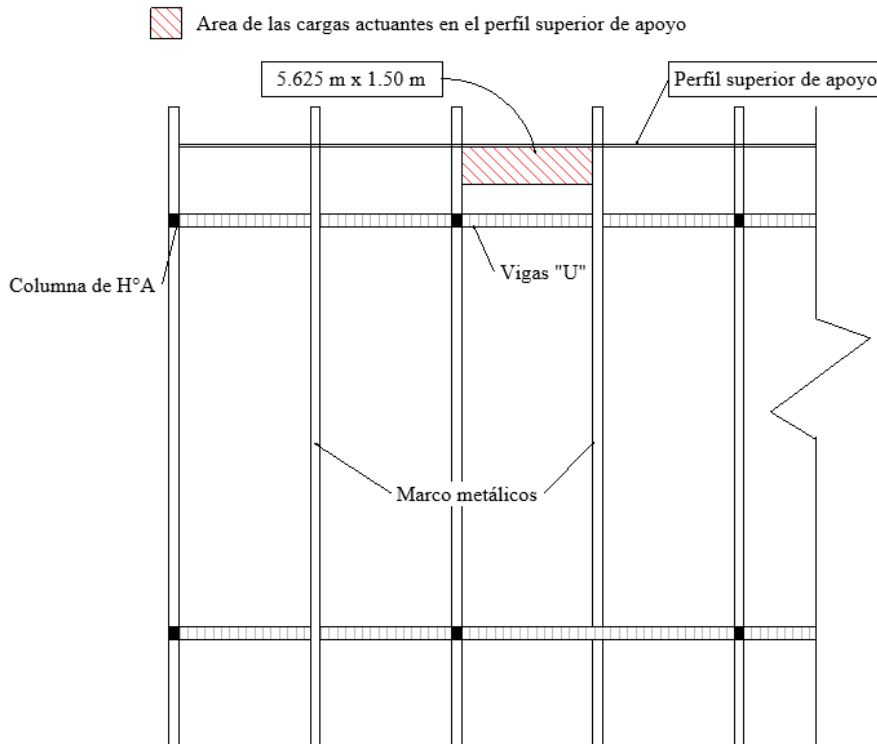 Area de las cargas actuantes en el perfil superior de apoyo
5.625 m x 1.50 m
Perfil superior de apoyo
Columna de H°A
Vigas "U"
Marco metálicos